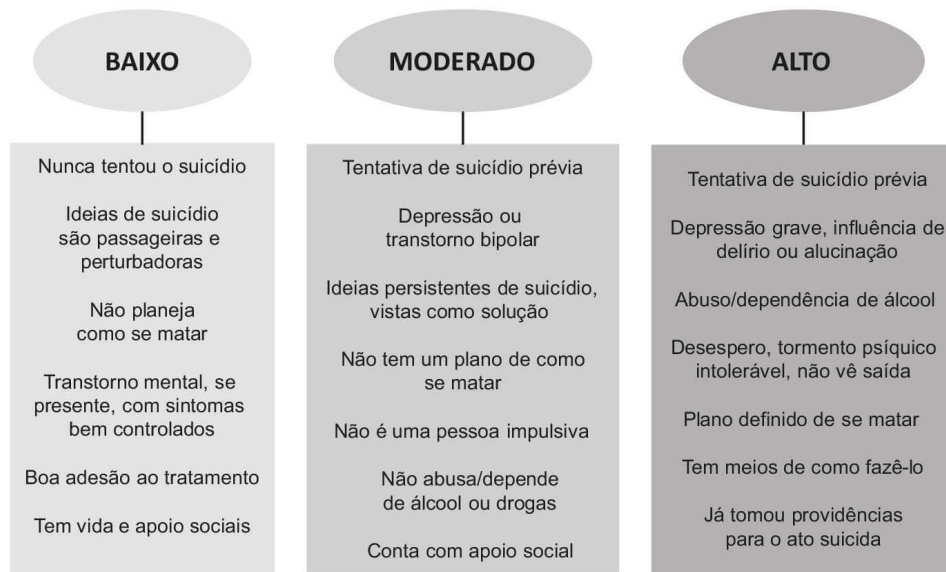 BAIXO
Nunca tentou o suicídio
Ideias de suicídio
são passageiras e
perturbadoras
Não planeja
como se matar
Transtorno mental, se
presente, com sintomas
bem controlados
Boa adesão ao tratamento
Tem vida e apoio sociais
MODERADO
Tentativa de suicídio prévia
Depressão ou
transtorno bipolar
Ideias persistentes de suicídio,
vistas como solução
Não tem um plano de como
se matar
Não é uma pessoa impulsiva
Não abusa/depende
de álcool ou drogas
Conta com apoio social
ALTO
Tentativa de suicídio prévia
Depressão grave, influência de
delírio ou alucinação
Abuso/dependência de álcool
Desespero, tormento psíquico
intolerável, não vê saída
Plano definido de se matar
Tem meios de como fazê-lo
Já tomou providências
para o ato suicida